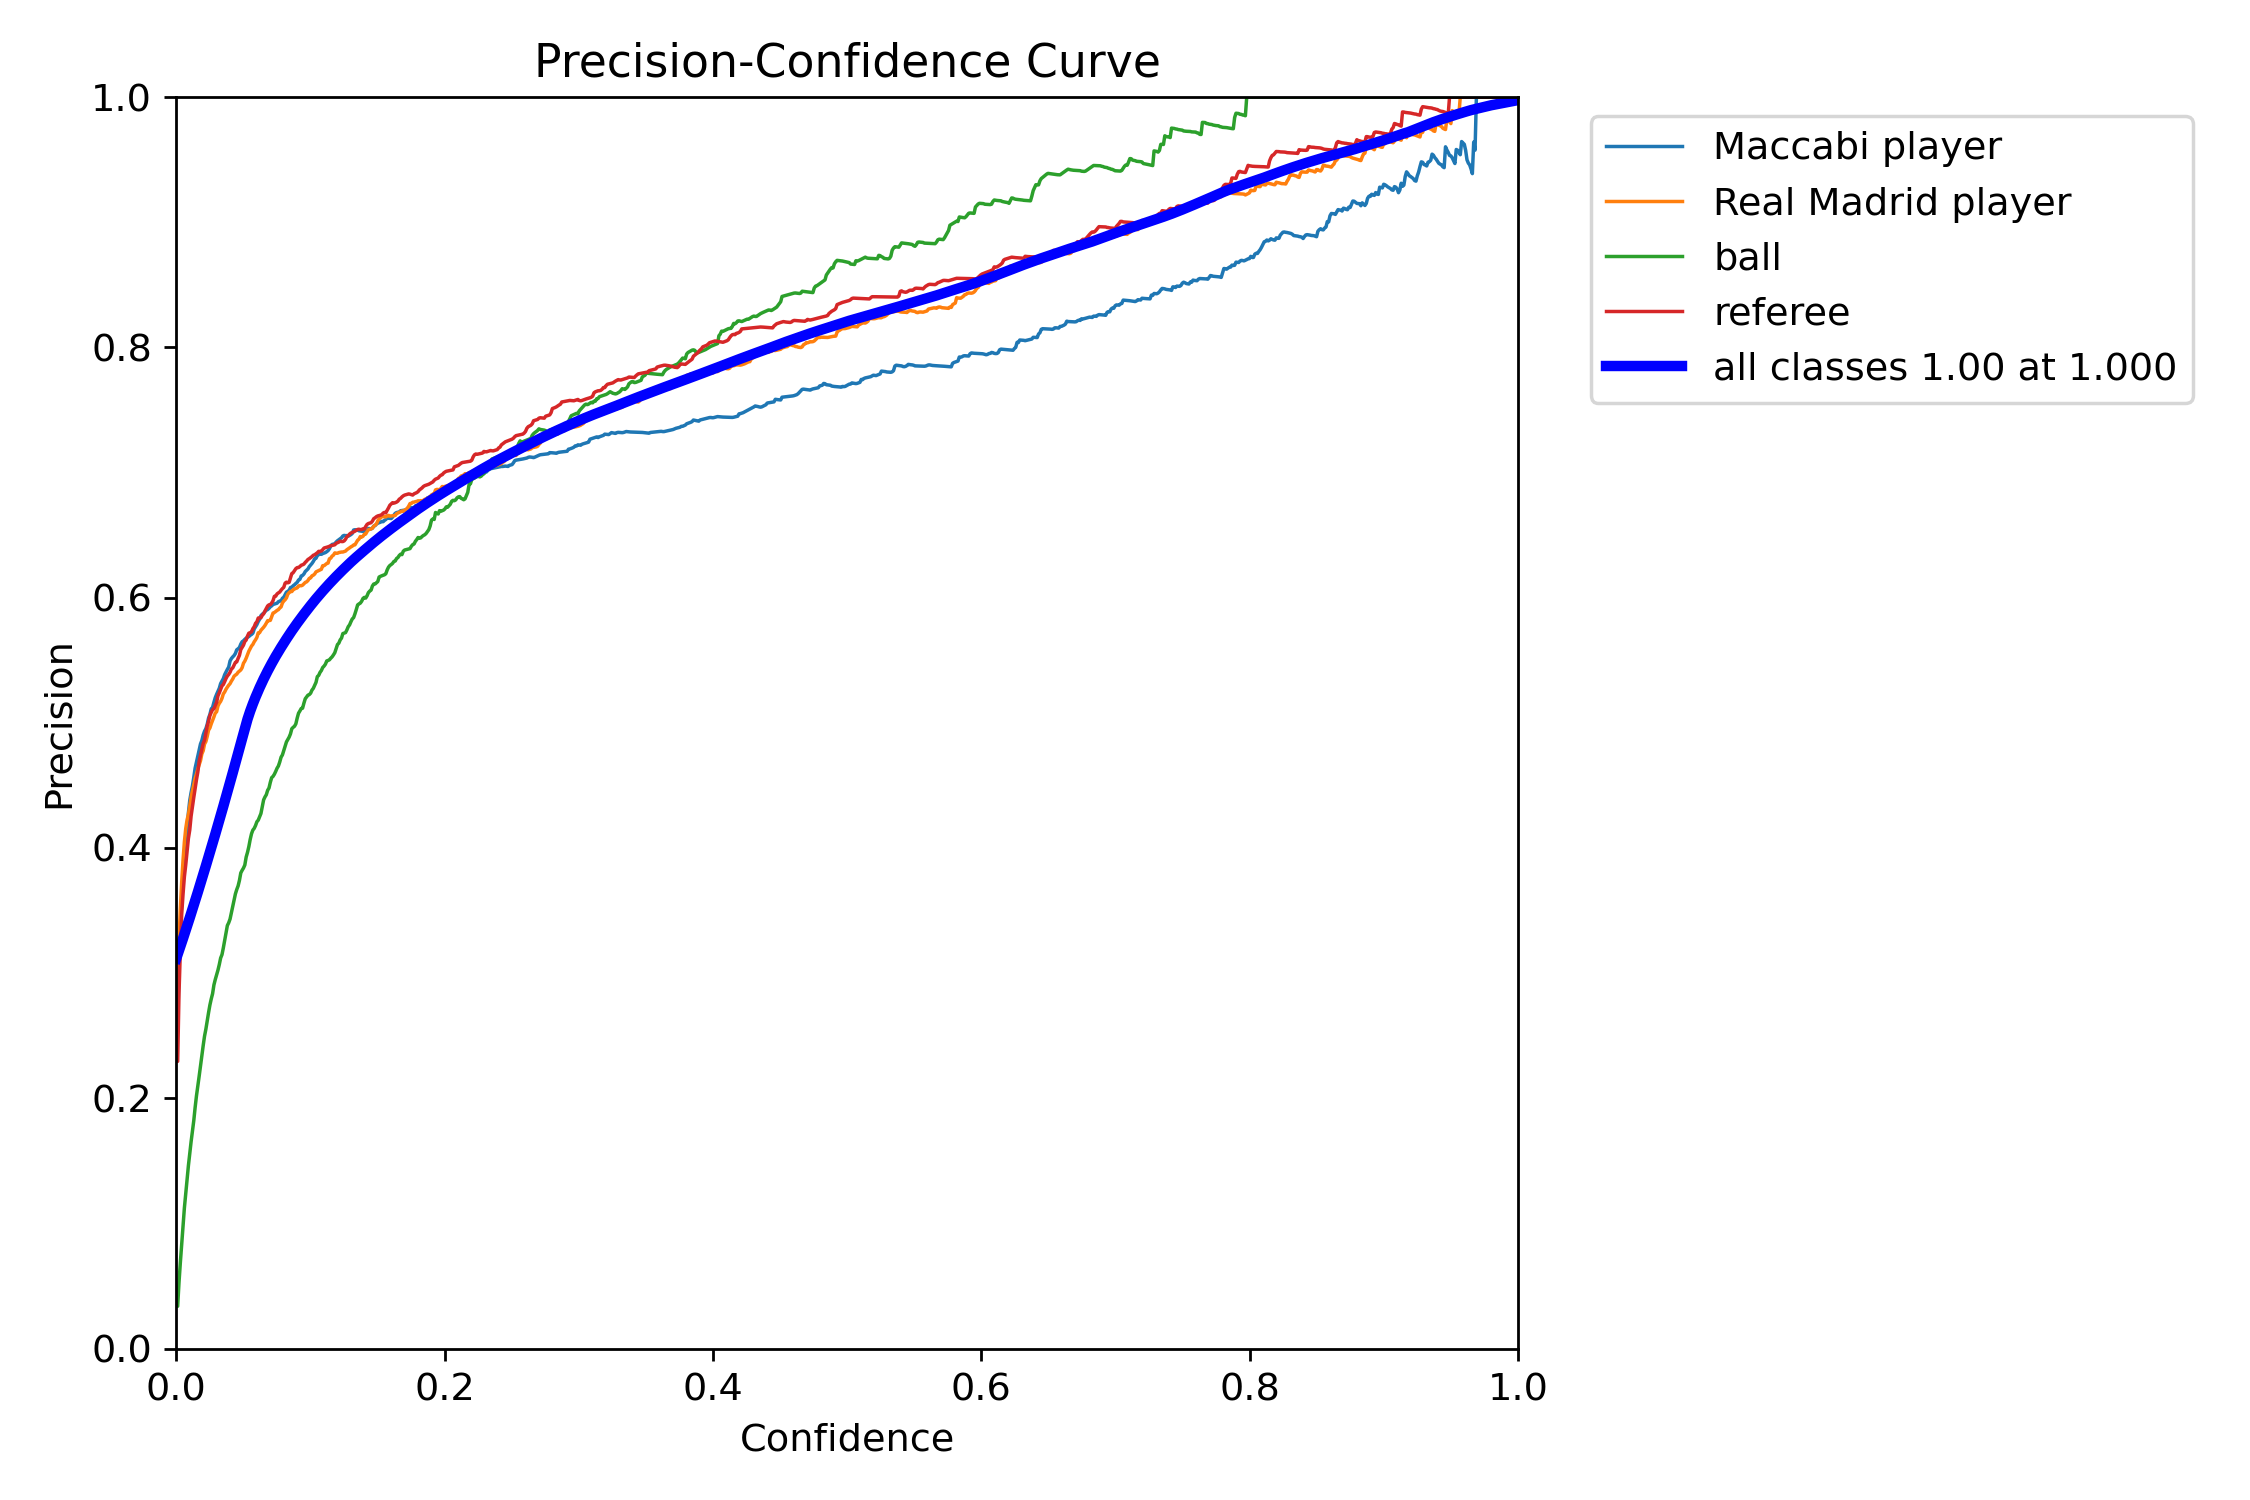 Precision-Confidence Curve
1.0
0.8
0.6
0.4
0.2
0.0
Precision
0.0 0.2 0.4 0.6 0.8 1.0
Confidence
Maccabi player
Real Madrid player
ball
referee
all classes 1.00 at 1.000